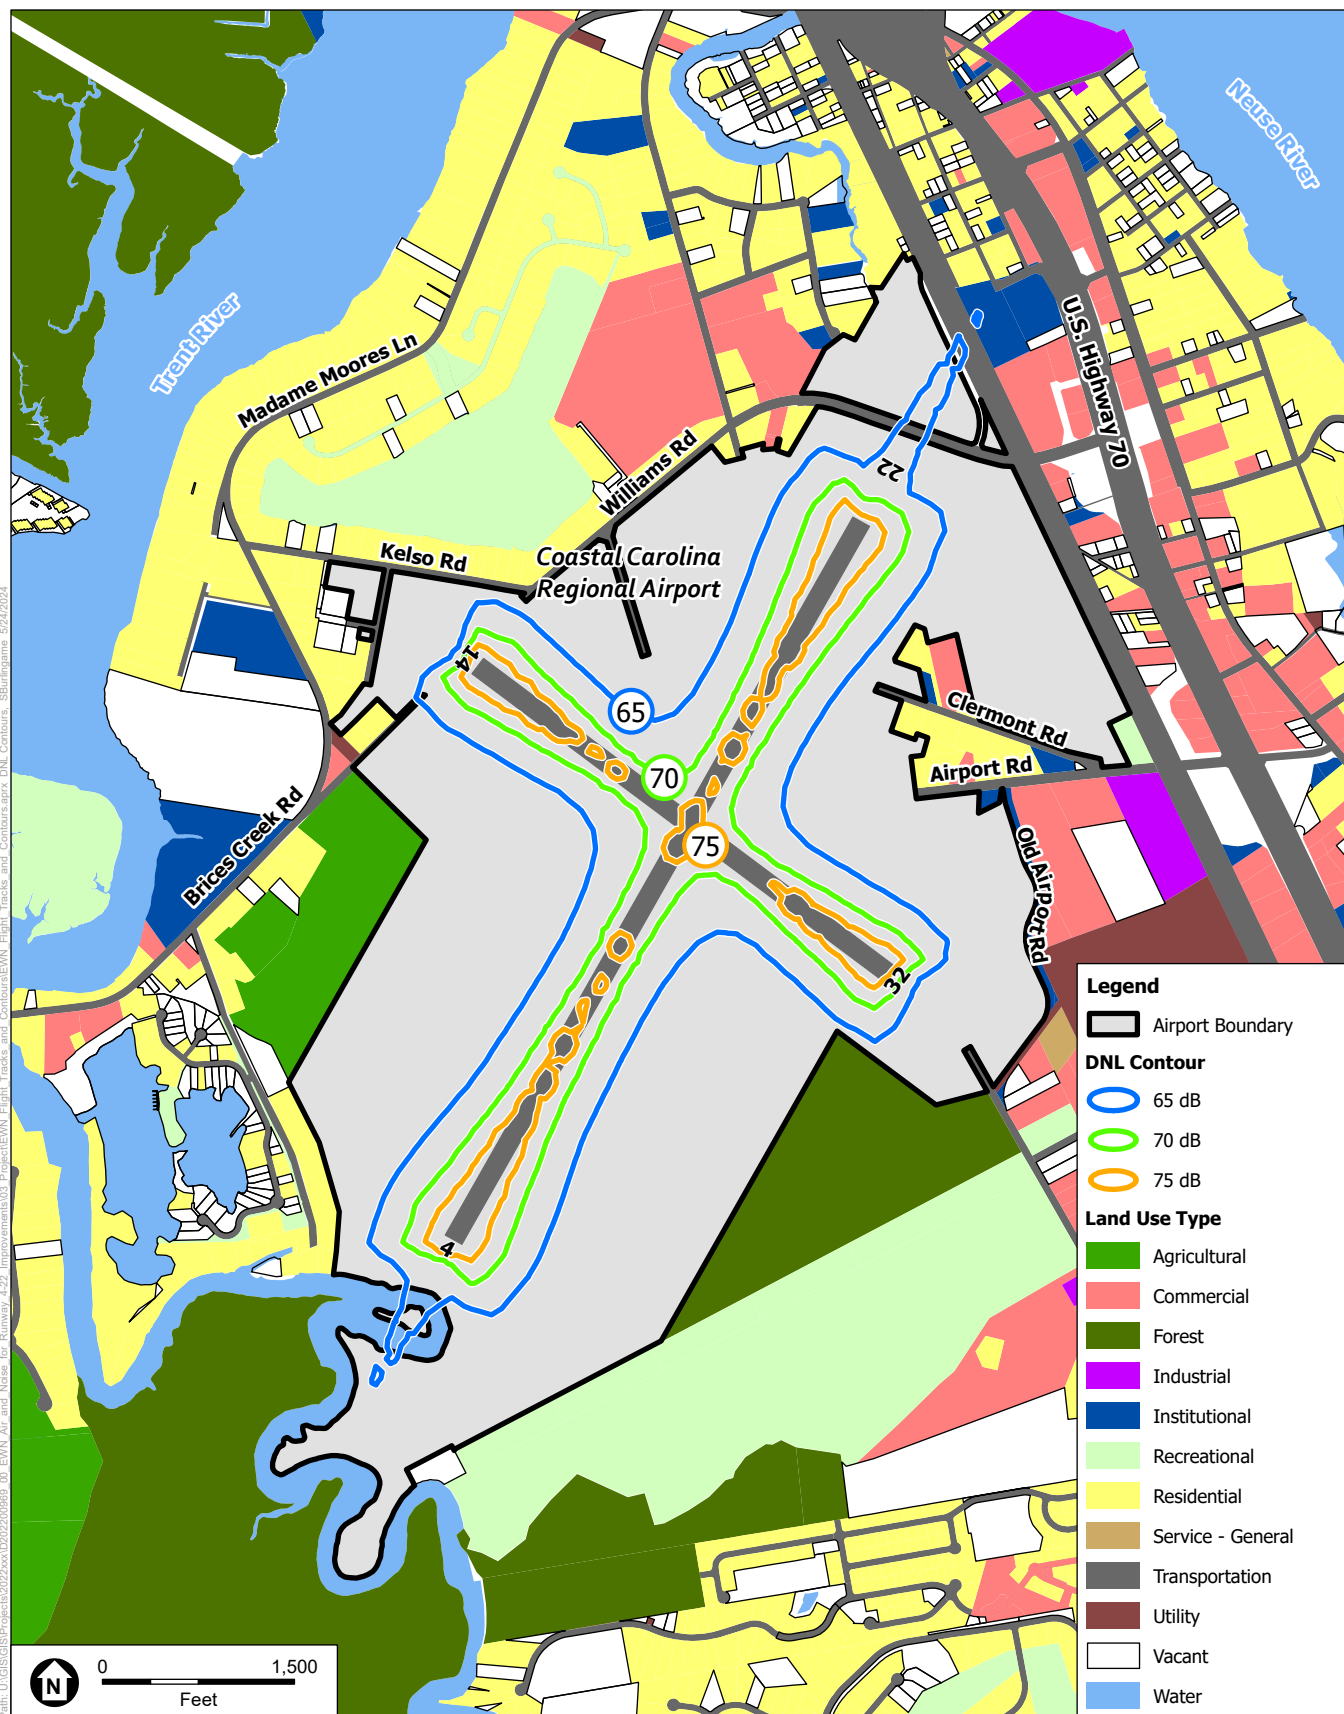 Neuse River
Trent River
Madame Moores Ln
U.S. Highway 70
Williams Rd
22
Kelso Rd
Coastal Carolina
Regional Airport
14
65
Clermont Rd
70
Airport Rd
75
Brices Creek Rd
Old Airport Rd
32
4
Legend
Airport Boundary
DNL Contour
65 dB
70 dB
75 dB
Land Use Type
Agricultural
Commercial
Forest
Industrial
Institutional
Recreational
Residential
Service - General
Transportation
Utility
Vacant
Water
N
0 1,500
Feet